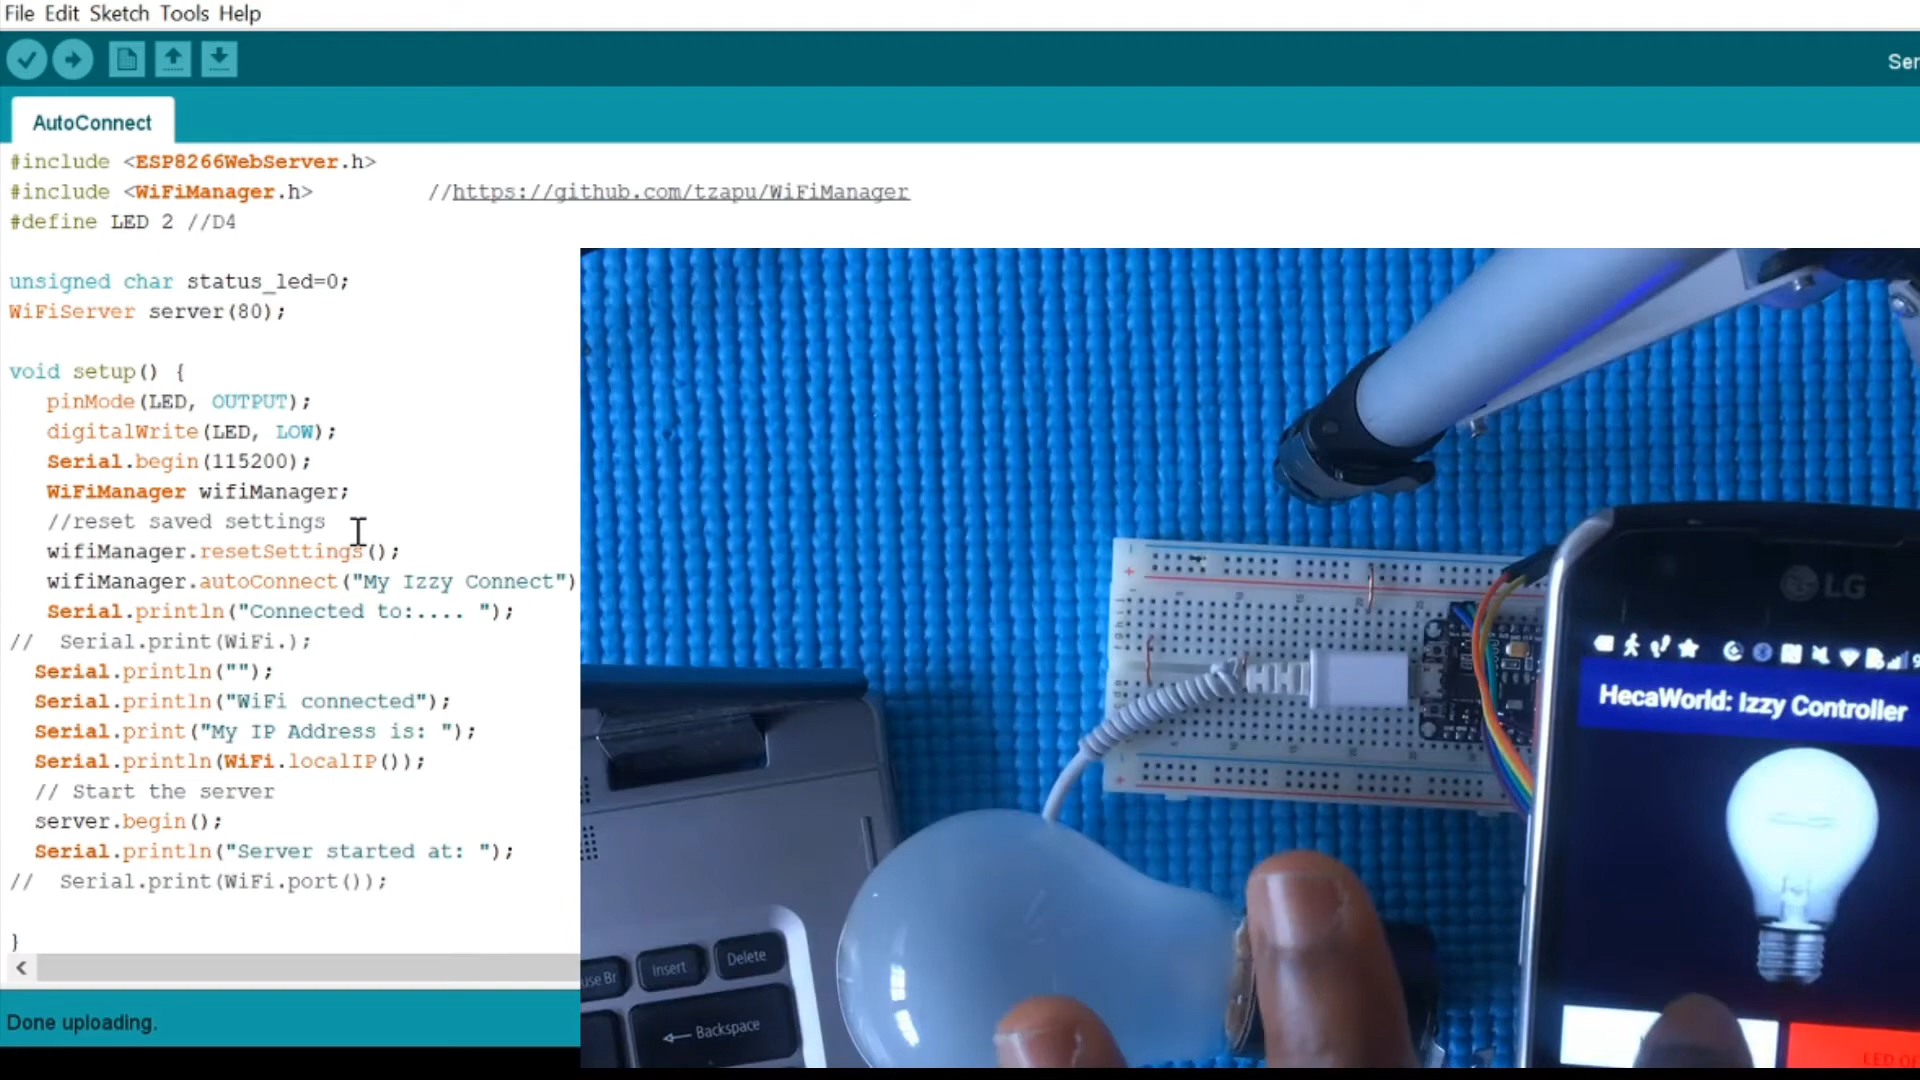 File Edit Sketch Tools Help
Ser
AutoConnect
#include <ESP8266WebServer.h>
#include <WiFiManager.h> //https://github.com/tzapu/WiFiManager
#define LED 2 //D4
unsigned char status_led=0;
WiFiServer server(80);
void setup() {
pinMode(LED, OUTPUT);
digitalWrite(LED, LOW);
Serial.begin(115200);
WiFiManager wifiManager;
//reset saved settings
wifiManager.resetSettings();
wifiManager.autoConnect("My Izzy Connect")
Serial.println("Connected to:.... ");
// Serial.print(WiFi.);
Serial.println("");
Serial.println("WiFi connected");
Serial.print("My IP Address is: ");
Serial.println(WiFi.localIP());
// Start the server
server.begin();
Serial.println("Server started at: ");
// Serial.print(WiFi.port());
}
Done uploading.
LG
HecaWorld: Izzy Controller
LED OF
use Br
Insert
Delete
Backspace